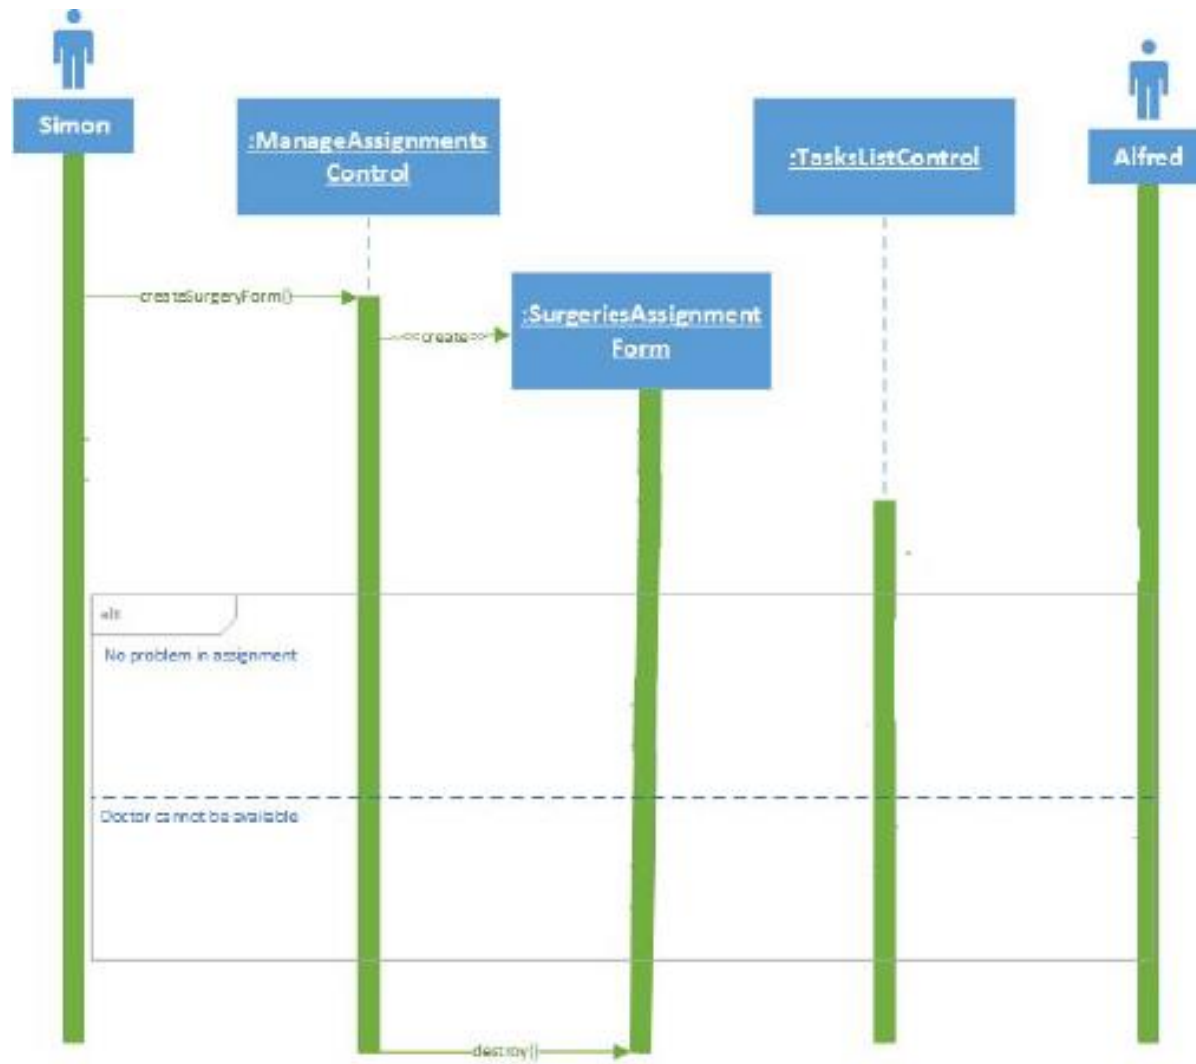 Simon
:ManageAssignments
Control
:TasksListControl
Alfred
createSurgeryForm()
<<create>>
:SurgeriesAssignment
Form
alt
No problem in assignment
Doctor cannot be available
destroy()